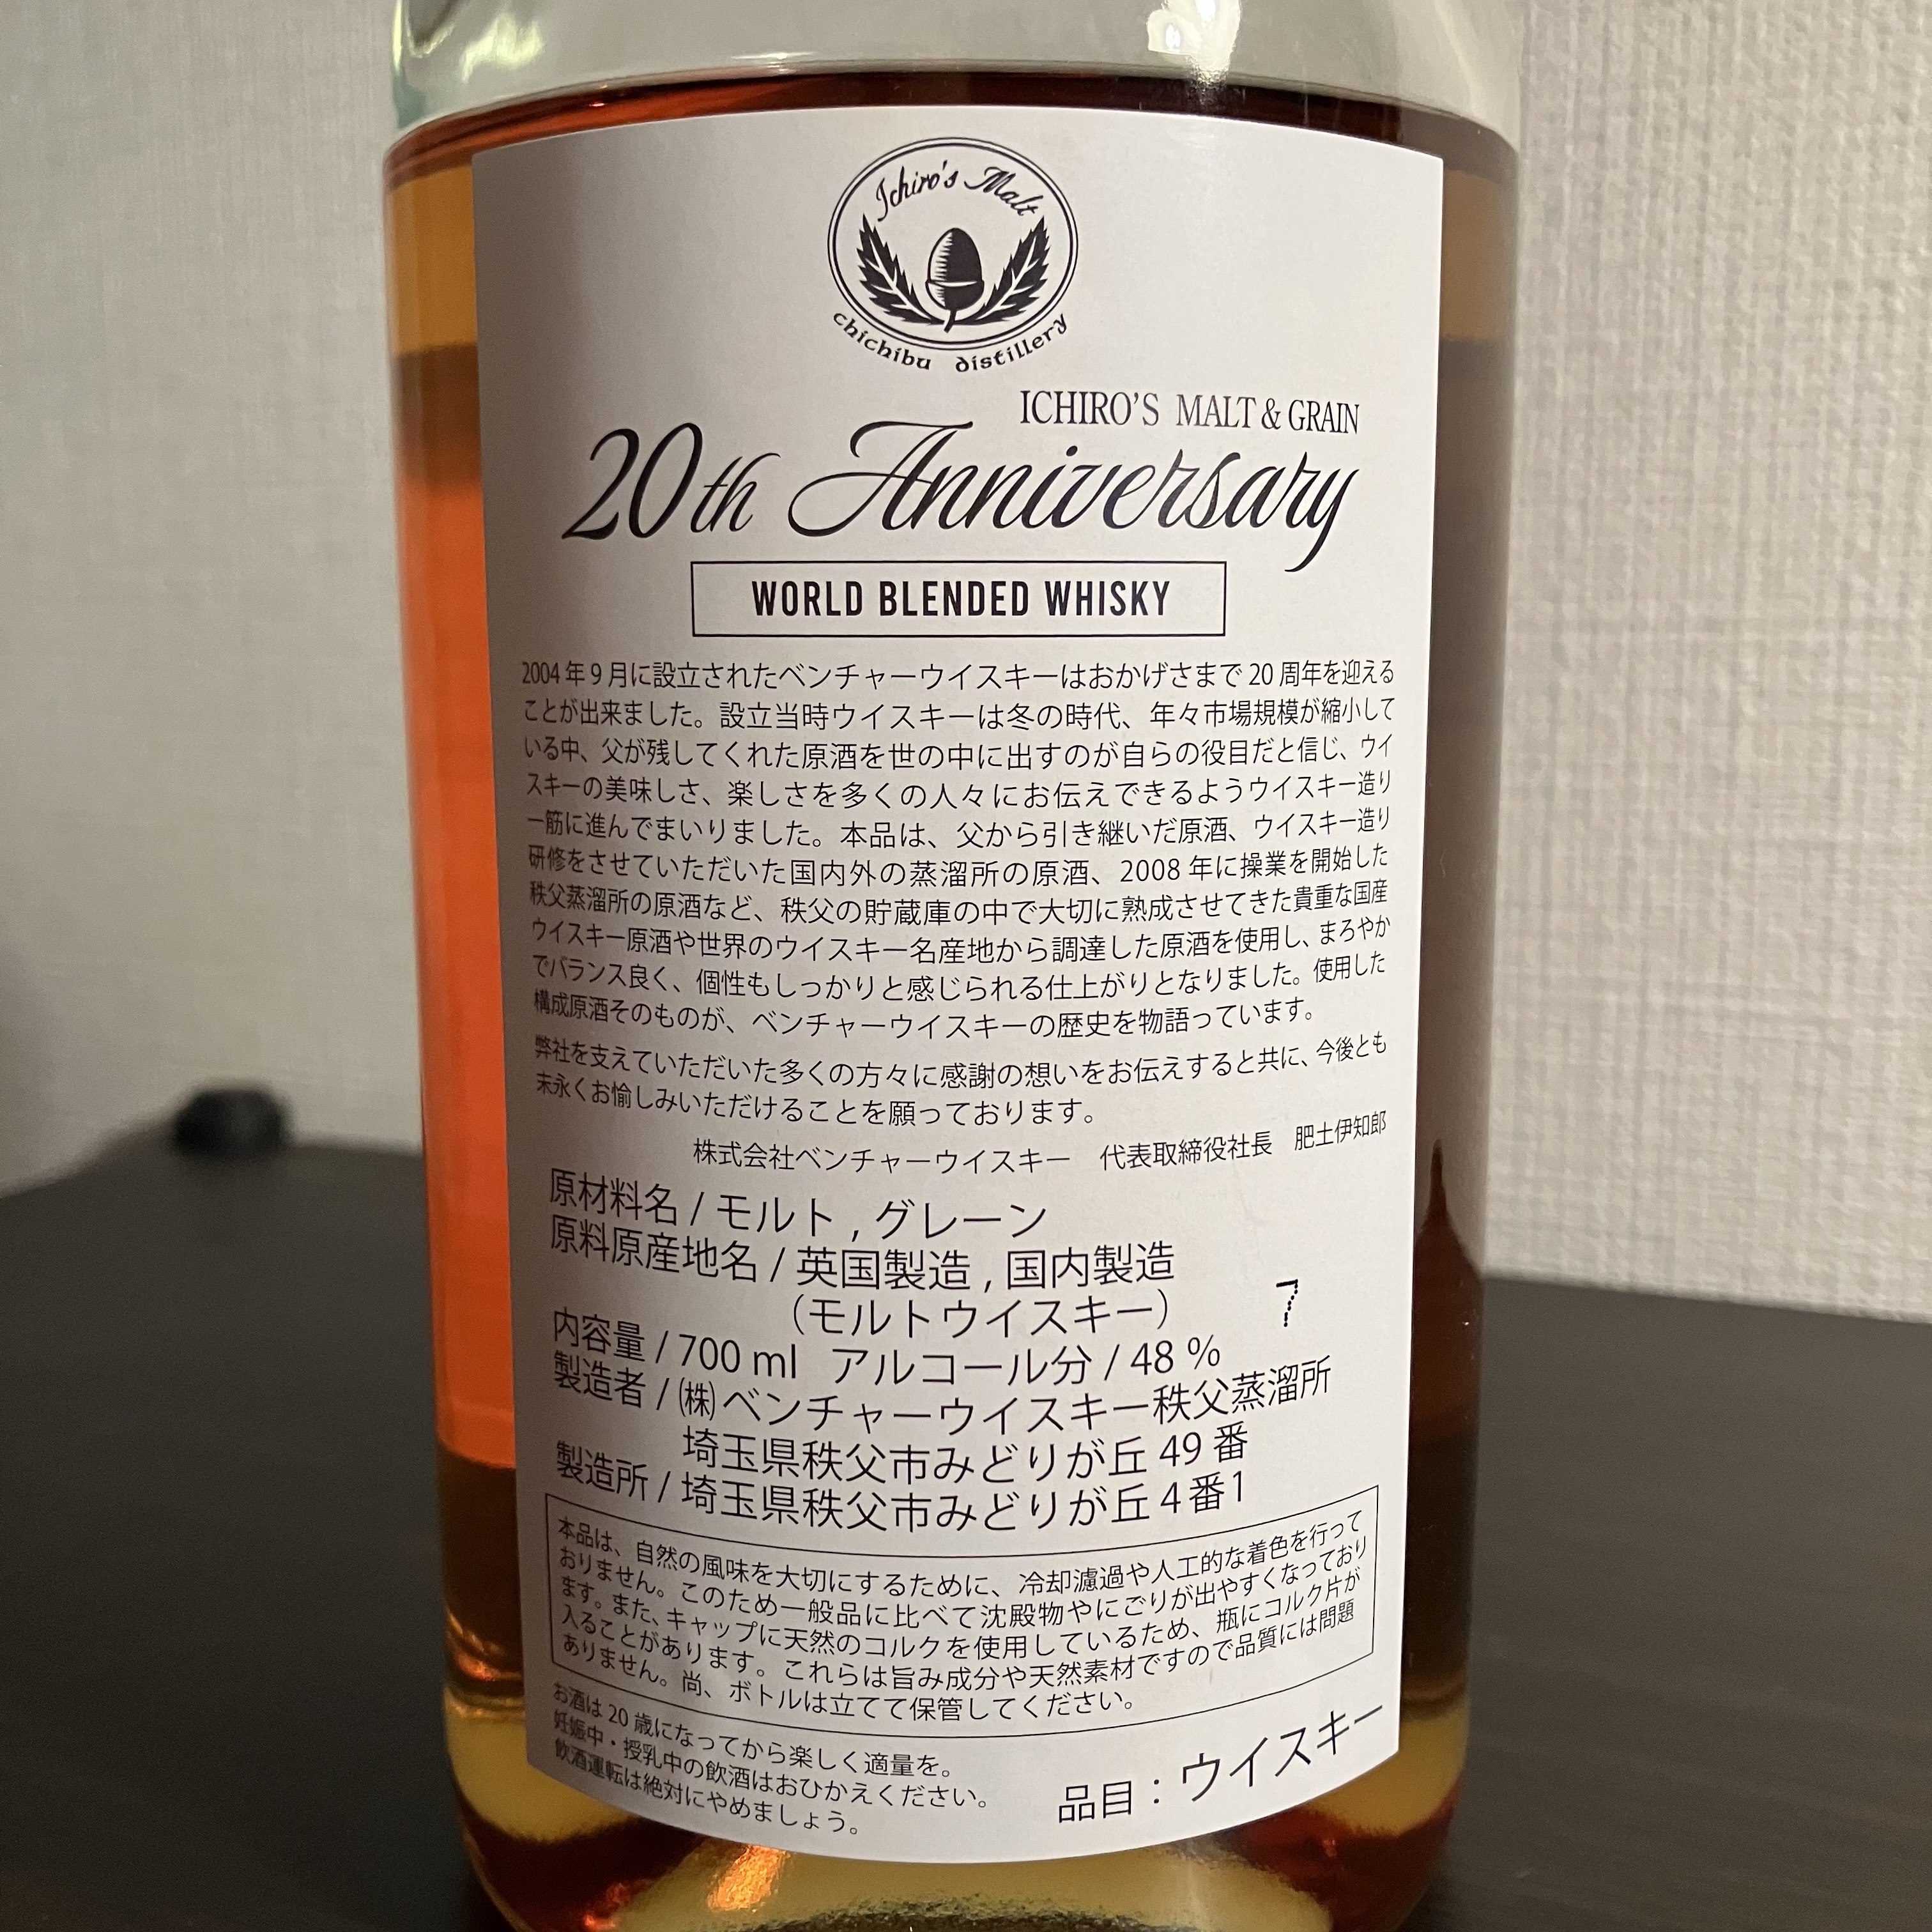 Ichiro's Malt
chichibu distillery
ICHIRO'S MALT & GRAIN
20th Anniversary
WORLD BLENDED WHISKY
2004年9月に設立されたベンチャーウイスキーはおかげさまで20周年を迎える
ことが出来ました。設立当時ウイスキーは冬の時代、年々市場規模が縮小して
いる中、父が残してくれた原酒を世の中に出すのが自らの役目だと信じ、ウイ
スキーの美味しさ、楽しさを多くの人々にお伝えできるようウイスキー造り
一筋に進んでまいりました。本品は、父から引き継いだ原酒、ウイスキー造り
研修をさせていただいた国内外の蒸溜所の原酒、2008年に操業を開始した
秩父蒸溜所の原酒など、秩父の貯蔵庫の中で大切に熟成させてきた貴重な国産
ウイスキー原酒や世界のウイスキー名産地から調達した原酒を使用し、まろやか
でバランス良く、個性もしっかりと感じられる仕上がりとなりました。使用した
構成原酒そのものが、ベンチャーウイスキーの歴史を物語っています。
弊社を支えていただいた多くの方々に感謝の想いをお伝えすると共に、今後とも
末永くお愉しみいただけることを願っております。
株式会社ベンチャーウイスキー 代表取締役社長 肥土伊知郎
原材料名 / モルト , グレーン
原料原産地名 / 英国製造 , 国内製造
(モルトウイスキー)
7
内容量 / 700 ml アルコール分 / 48 %
製造者 / ㈱ベンチャーウイスキー秩父蒸溜所
埼玉県秩父市みどりが丘 49 番
製造所 / 埼玉県秩父市みどりが丘 4 番1
本品は、自然の風味を大切にするために、冷却濾過や人工的な着色を行って
おりません。このため一般品に比べて沈殿物やにごりが出やすくなっており
ます。また、キャップに天然のコルクを使用しているため、瓶にコルク片が
入ることがあります。これらは旨み成分や天然素材ですので品質には問題
ありません。尚、ボトルは立てて保管してください。
お酒は 20 歳になってから楽しく適量を。
妊娠中・授乳中の飲酒はおひかえください。
飲酒運転は絶対にやめましょう。
品目:ウイスキー